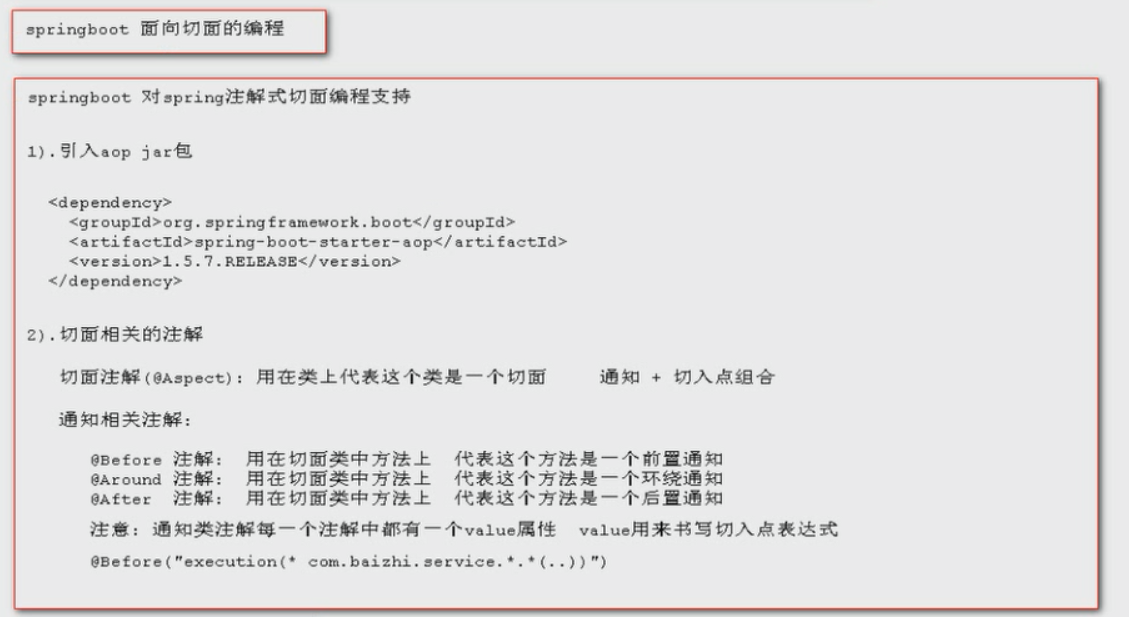 springboot 面向切面的编程
springboot 对spring注解式切面编程支持
1).引入aop jar包
<dependency>
<groupId>org.springframework.boot</groupId>
<artifactId>spring-boot-starter-aop</artifactId>
<version>1.5.7.RELEASE</version>
</dependency>
2).切面相关的注解
切面注解(@Aspect): 用在类上代表这个类是一个切面 通知 + 切入点组合
通知相关注解:
@Before 注解: 用在切面类中方法上 代表这个方法是一个前置通知
@Around 注解: 用在切面类中方法上 代表这个方法是一个环绕通知
@After 注解: 用在切面类中方法上 代表这个方法是一个后置通知
注意: 通知类注解每一个注解中都有一个value属性 value用来书写切入点表达式
@Before("execution(* com.baizhi.service.*.*(..))")